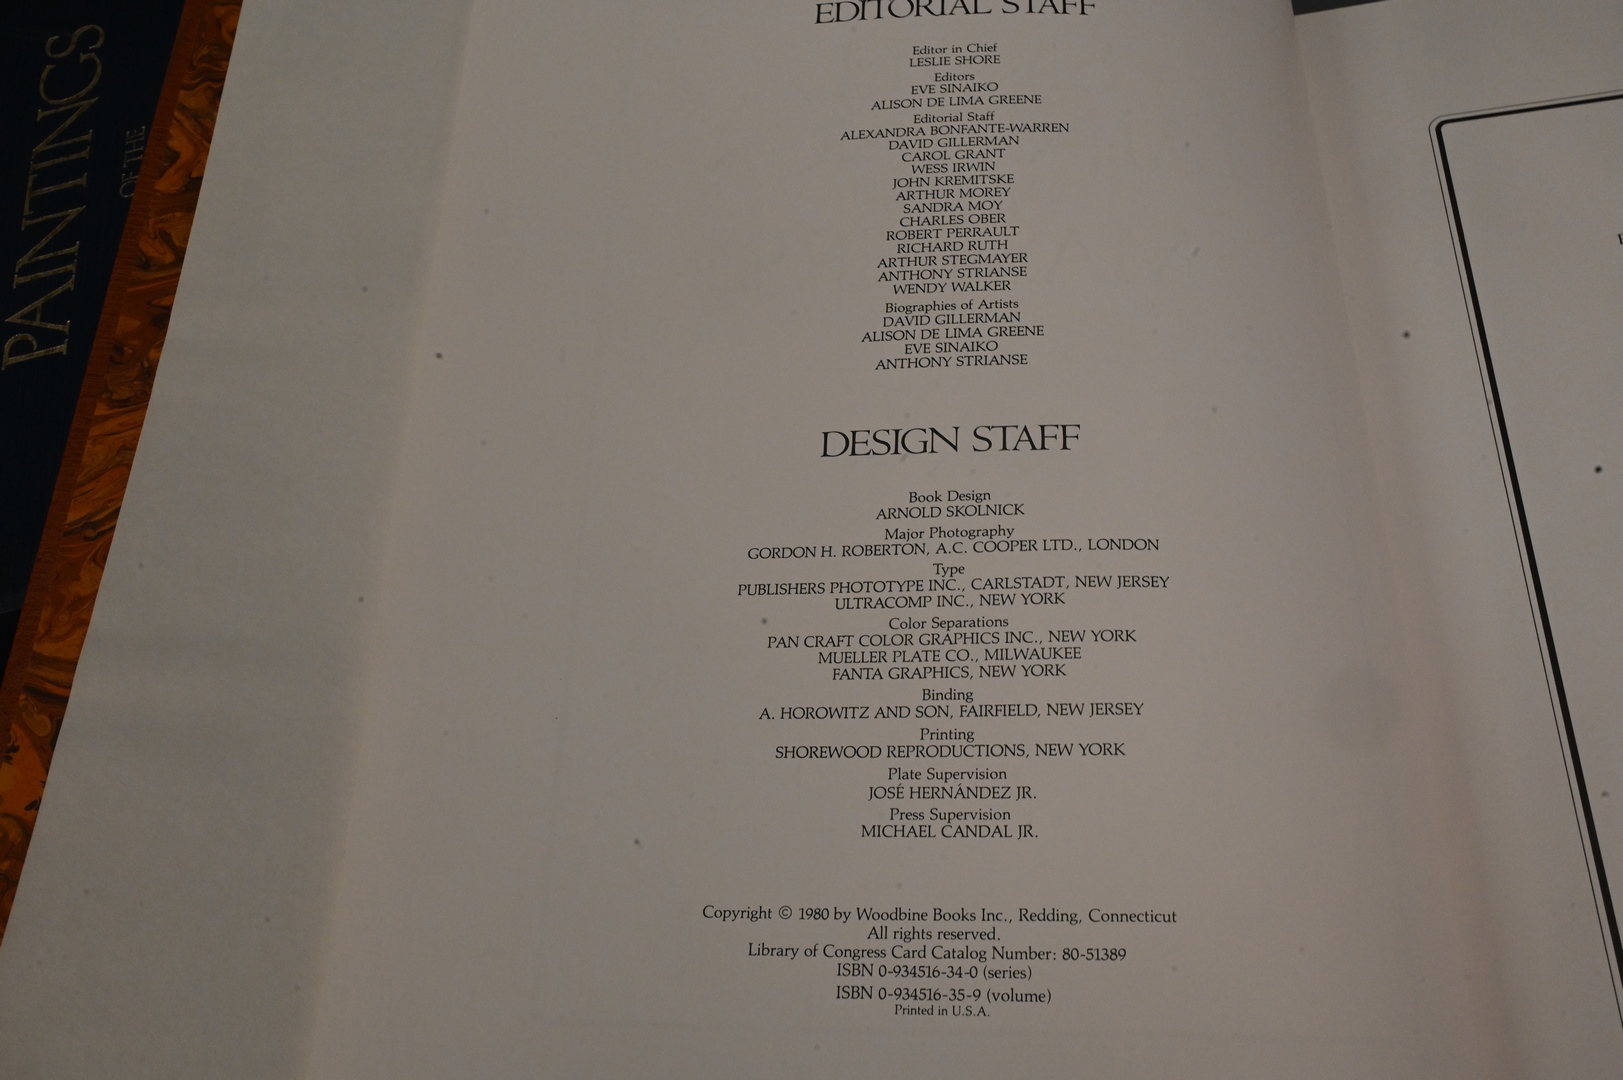 PAINTINGS
OF THE
EDITORIAL STAFF
Editor in Chief
LESLIE SHORE
Editors
EVE SINAIKO
ALISON DE LIMA GREENE
Editorial Staff
ALEXANDRA BONFANTE-WARREN
DAVID GILLERMAN
CAROL GRANT
WESS IRWIN
JOHN KREMITSKE
ARTHUR MOREY
SANDRA MOY
CHARLES OBER
ROBERT PERRAULT
RICHARD RUTH
ARTHUR STEGMAYER
ANTHONY STRIANSE
WENDY WALKER
Biographies of Artists
DAVID GILLERMAN
ALISON DE LIMA GREENE
EVE SINAIKO
ANTHONY STRIANSE
DESIGN STAFF
Book Design
ARNOLD SKOLNICK
Major Photography
GORDON H. ROBERTON, A.C. COOPER LTD., LONDON
Type
PUBLISHERS PHOTOTYPE INC., CARLSTADT, NEW JERSEY
ULTRACOMP INC., NEW YORK
Color Separations
PAN CRAFT COLOR GRAPHICS INC., NEW YORK
MUELLER PLATE CO., MILWAUKEE
FANTA GRAPHICS, NEW YORK
Binding
A. HOROWITZ AND SON, FAIRFIELD, NEW JERSEY
Printing
SHOREWOOD REPRODUCTIONS, NEW YORK
Plate Supervision
JOSÉ HERNÁNDEZ JR.
Press Supervision
MICHAEL CANDAL JR.
Copyright © 1980 by Woodbine Books Inc., Redding, Connecticut
All rights reserved.
Library of Congress Card Catalog Number: 80-51389
ISBN 0-934516-34-0 (series)
ISBN 0-934516-35-9 (volume)
Printed in U.S.A.